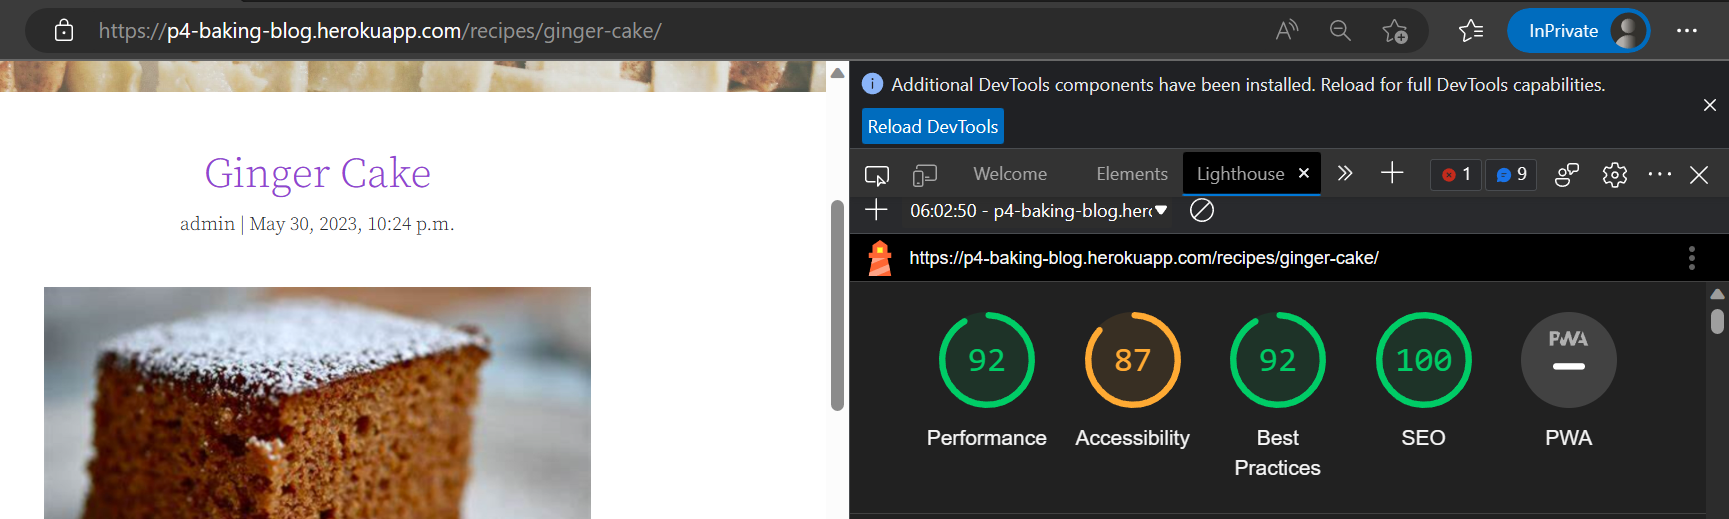 https://p4-baking-blog.herokuapp.com/recipes/ginger-cake/
InPrivate
Ginger Cake
admin | May 30, 2023, 10:24 p.m.
Additional DevTools components have been installed. Reload for full DevTools capabilities.
Reload DevTools
Welcome
Elements
Lighthouse
1
9
06:02:50 - p4-baking-blog.her
https://p4-baking-blog.herokuapp.com/recipes/ginger-cake/
92
87
92
100
PWA
Performance
Accessibility
Best
Practices
SEO
PWA